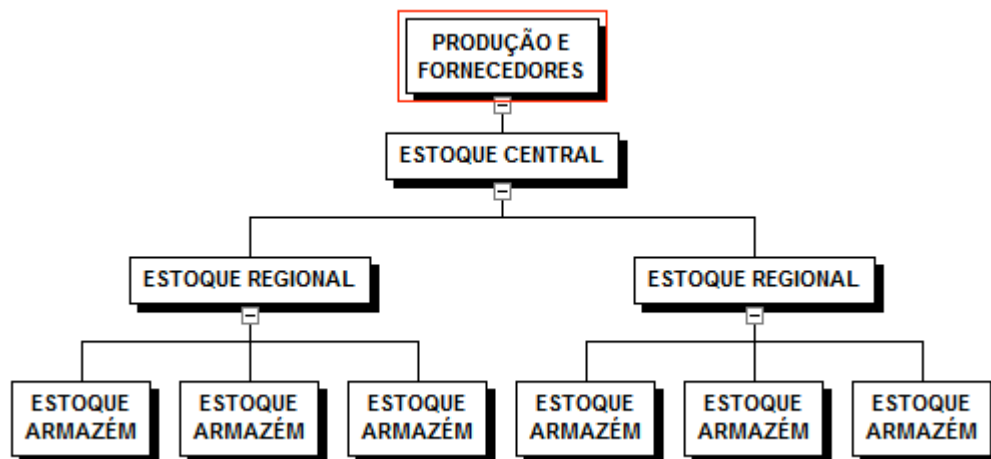 PRODUÇÃO E
FORNECEDORES
ESTOQUE CENTRAL
ESTOQUE REGIONAL
ESTOQUE REGIONAL
ESTOQUE
ARMAZÉM
ESTOQUE
ARMAZÉM
ESTOQUE
ARMAZÉM
ESTOQUE
ARMAZÉM
ESTOQUE
ARMAZÉM
ESTOQUE
ARMAZÉM